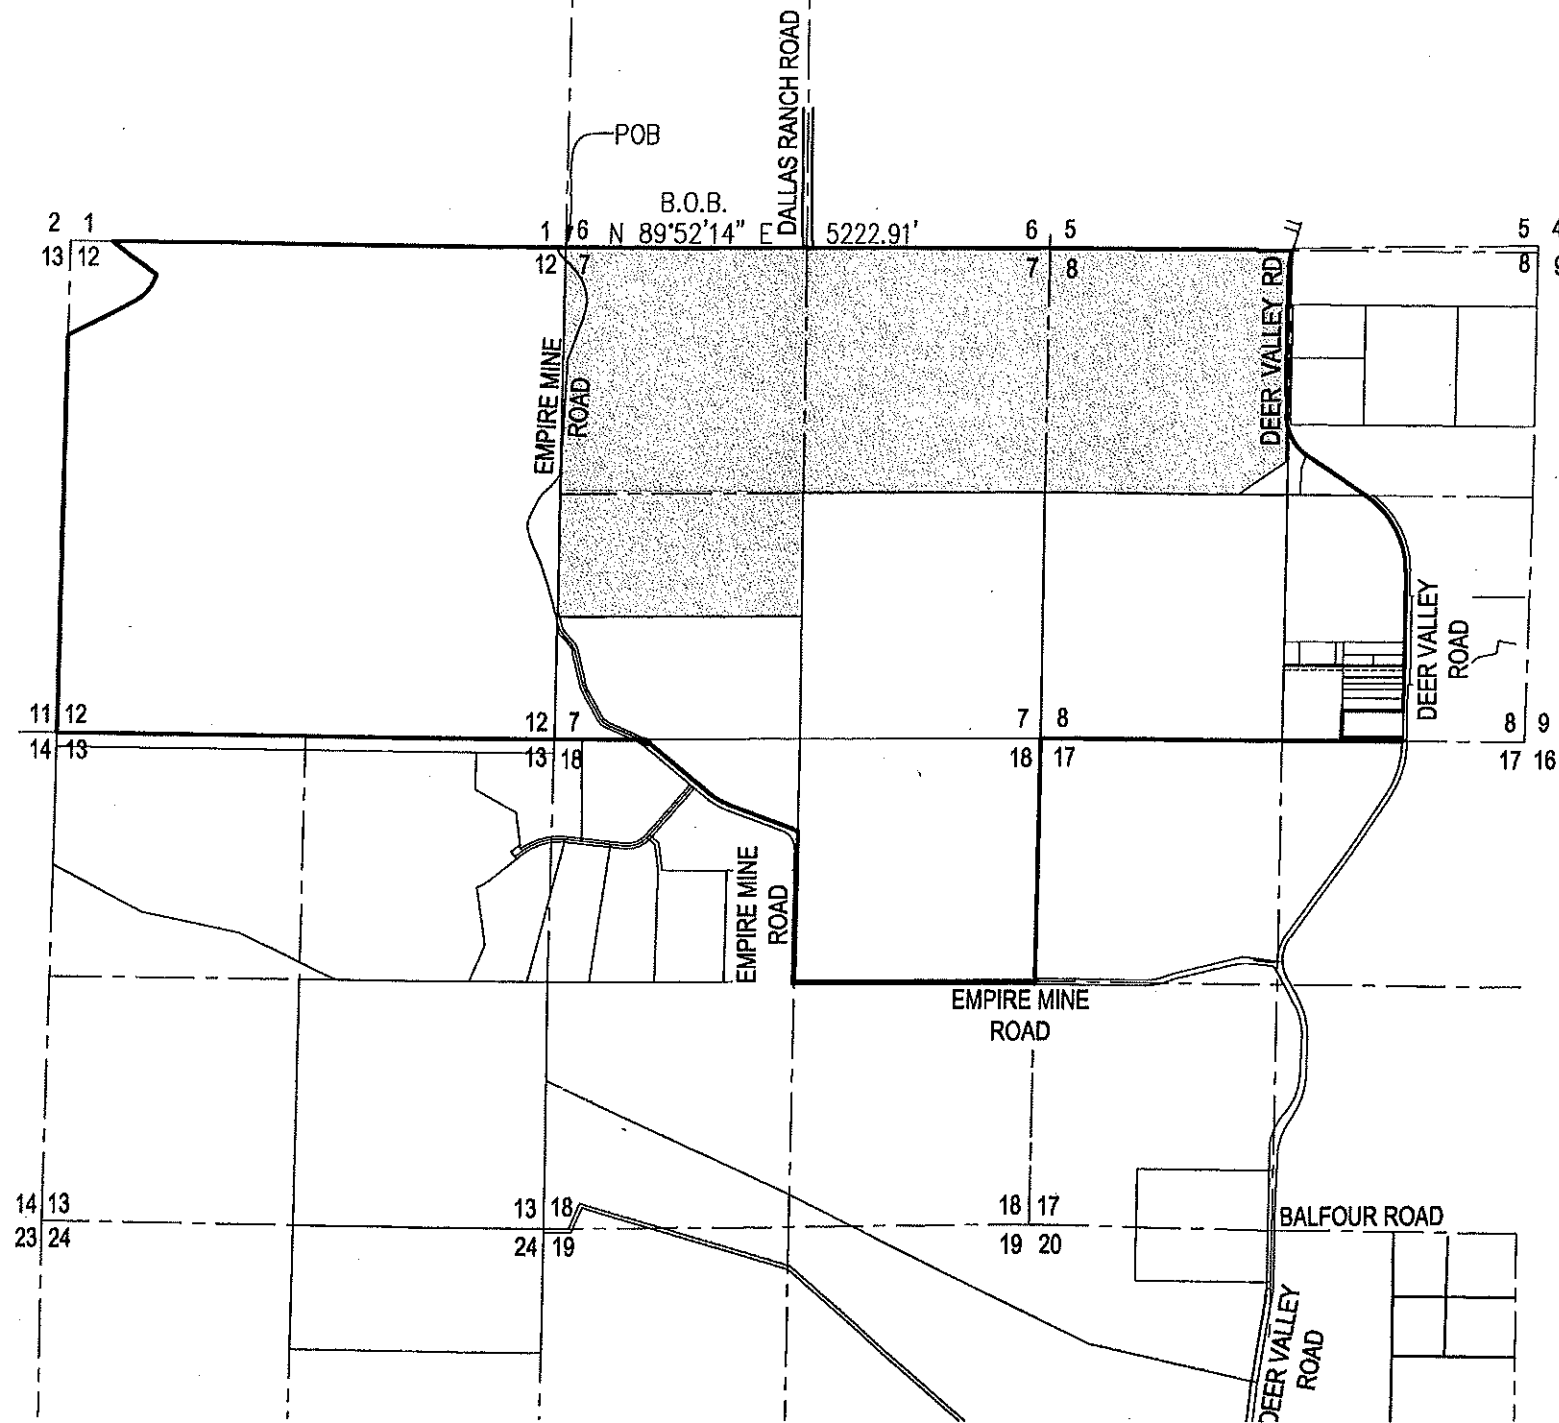 DALLAS RANCH ROAD
POB
B.O.B.
N 89°52'14" E 5222.91'
2 1
13 12
1 6
12 7
6 5
7 8
5 4
8 9
DEER VALLEY RD
EMPIRE MINE
ROAD
DEER VALLEY
ROAD
11 12
14 13
12 7
13 18
7 8
18 17
8 9
17 16
EMPIRE MINE
ROAD
EMPIRE MINE
ROAD
14 13
23 24
13 18
24 19
18 17
19 20
BALFOUR ROAD
DEER VALLEY
ROAD